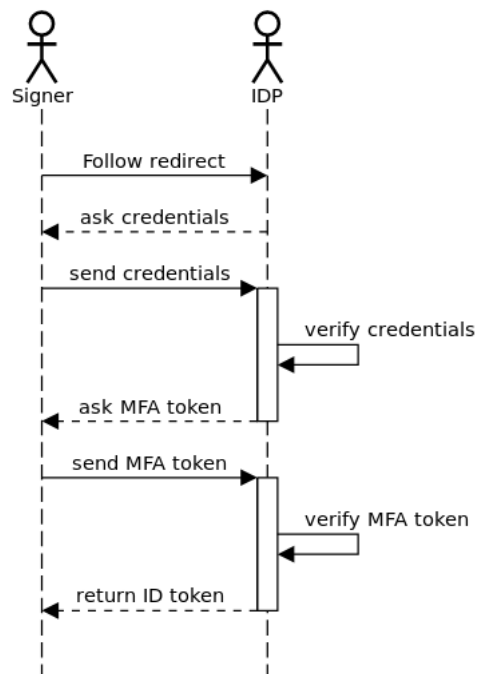 Signer
IDP
Follow redirect
ask credentials
send credentials
verify credentials
ask MFA token
send MFA token
verify MFA token
return ID token